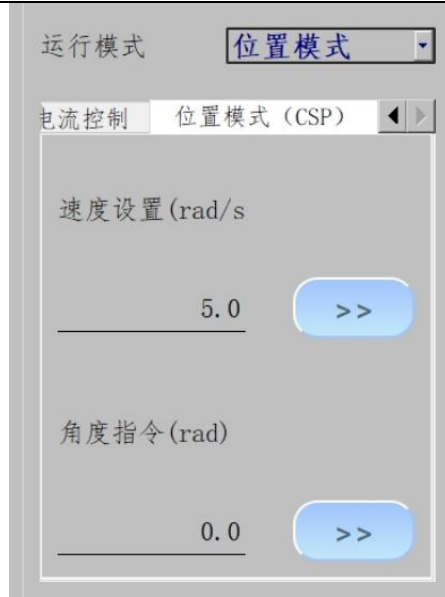 运行模式 位置模式
电流控制 位置模式（CSP）
速度设置(rad/s
5.0 >>
角度指令(rad)
0.0 >>